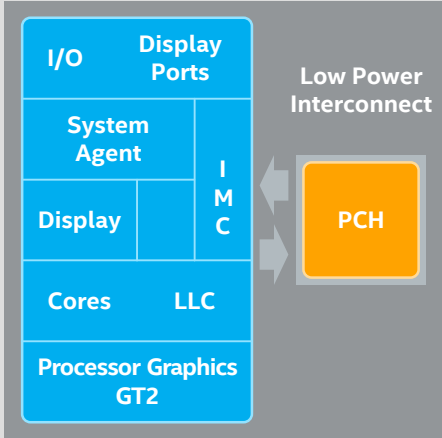 I/O
Display
Ports
System
Agent
I
M
C
Display
Cores
LLC
Processor Graphics
GT2
Low Power
Interconnect
PCH